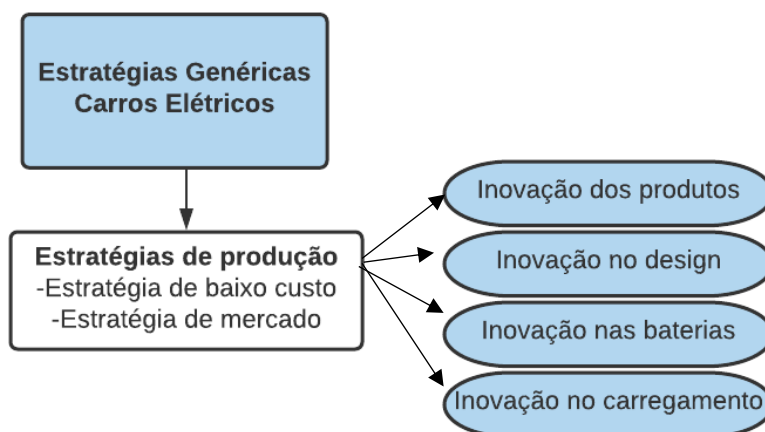 Estratégias Genéricas
Carros Elétricos
Estratégias de produção
-Estratégia de baixo custo
-Estratégia de mercado
Inovação dos produtos
Inovação no design
Inovação nas baterias
Inovação no carregamento